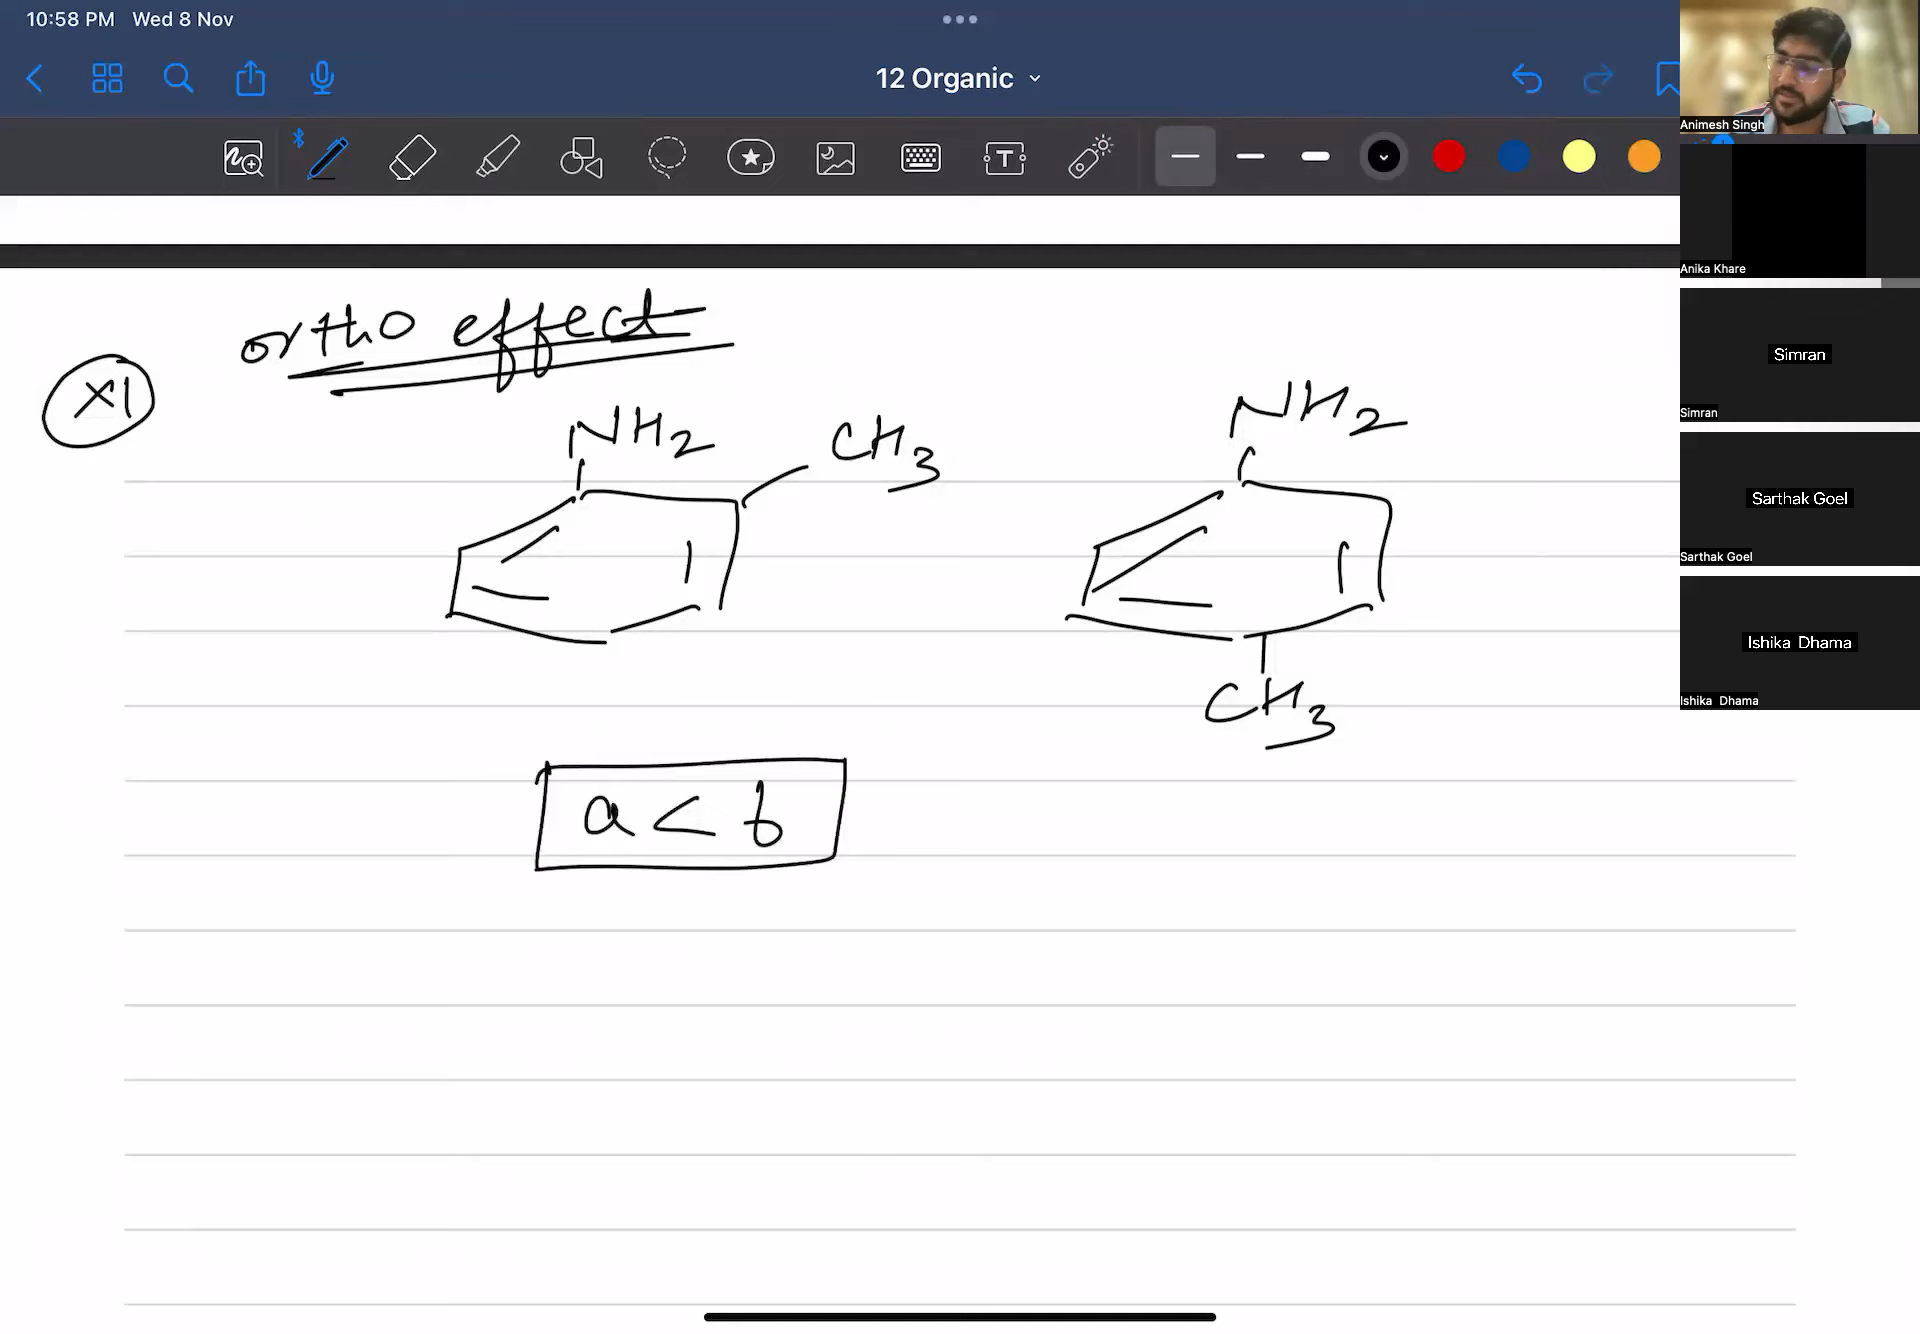 10:58 PM Wed 8 Nov
12 Organic
T
Animesh Singh
Anika Khare
Simran
Simran
Sarthak Goel
Sarthak Goel
Ishika Dhama
Ishika Dhama
ortho effect
XI
NH2
CH3
NH2
CH3
a < b